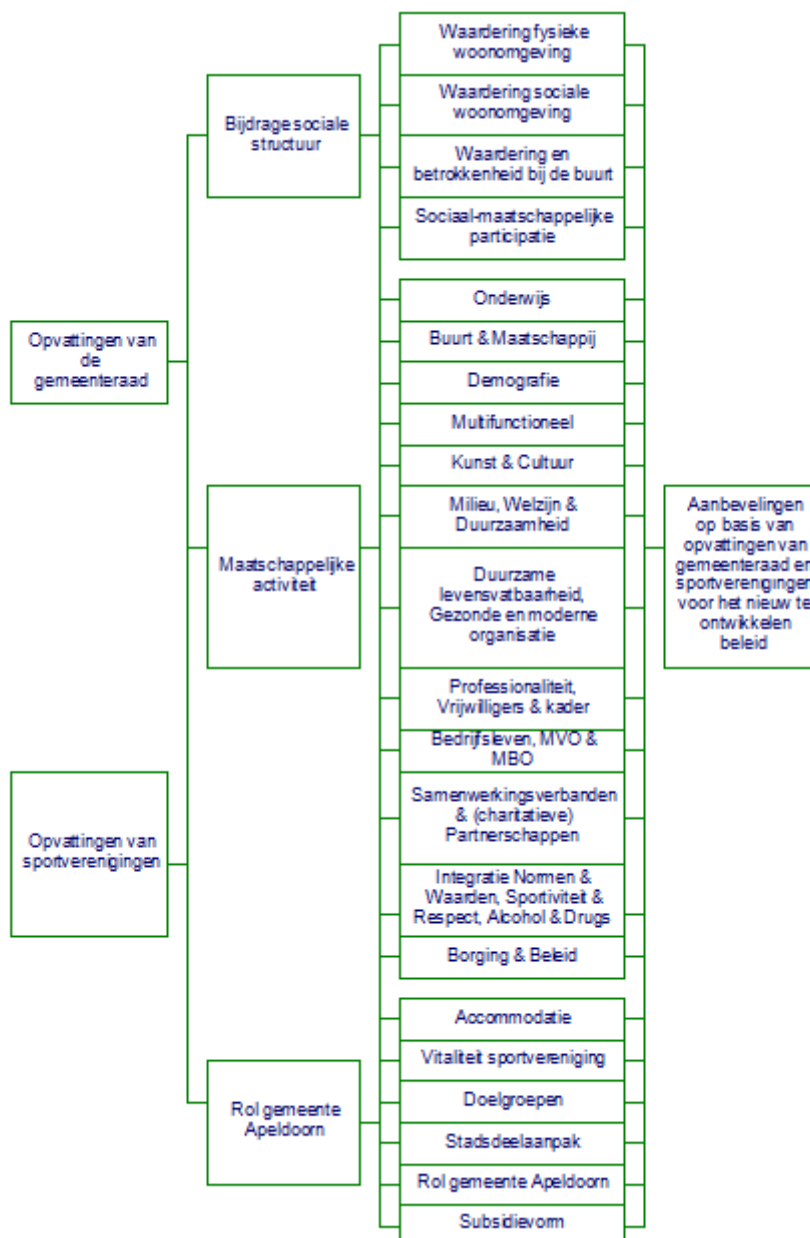 Opvattingen van
de
gemeenteraad
Opvattingen van
sportverenigingen
Bijdrage sociale
structuur
Maatschappelijke
activiteit
Rol gemeente
Apeldoorn
Waardering fysieke
woonomgeving
Waardering sociale
woonomgeving
Waardering en
betrokkenheid bij de buurt
Sociaal-maatschappelijke
participatie
Onderwijs
Buurt & Maatschappij
Demografie
Multifunctioneel
Kunst & Cultuur
Milieu, Welzijn &
Duurzaamheid
Duurzame
levensvatbaarheid,
Gezonde en moderne
organisatie
Professionaliteit,
Vrijwilligers & kader
Bedrijfsleven, MVO &
MBO
Samenwerkingsverbanden
& (charitatieve)
Partnerschappen
Integratie Normen &
Waarden, Sportiviteit &
Respect, Alcohol & Drugs
Borging & Beleid
Accommodatie
Vitaliteit sportvereniging
Doelgroepen
Stadsdeelaanpak
Rol gemeente Apeldoorn
Subsidievorm
Aanbevelingen
op basis van
opvattingen van
gemeenteraad en
sportverenigingen
voor het nieuw te
ontwikkelen
beleid